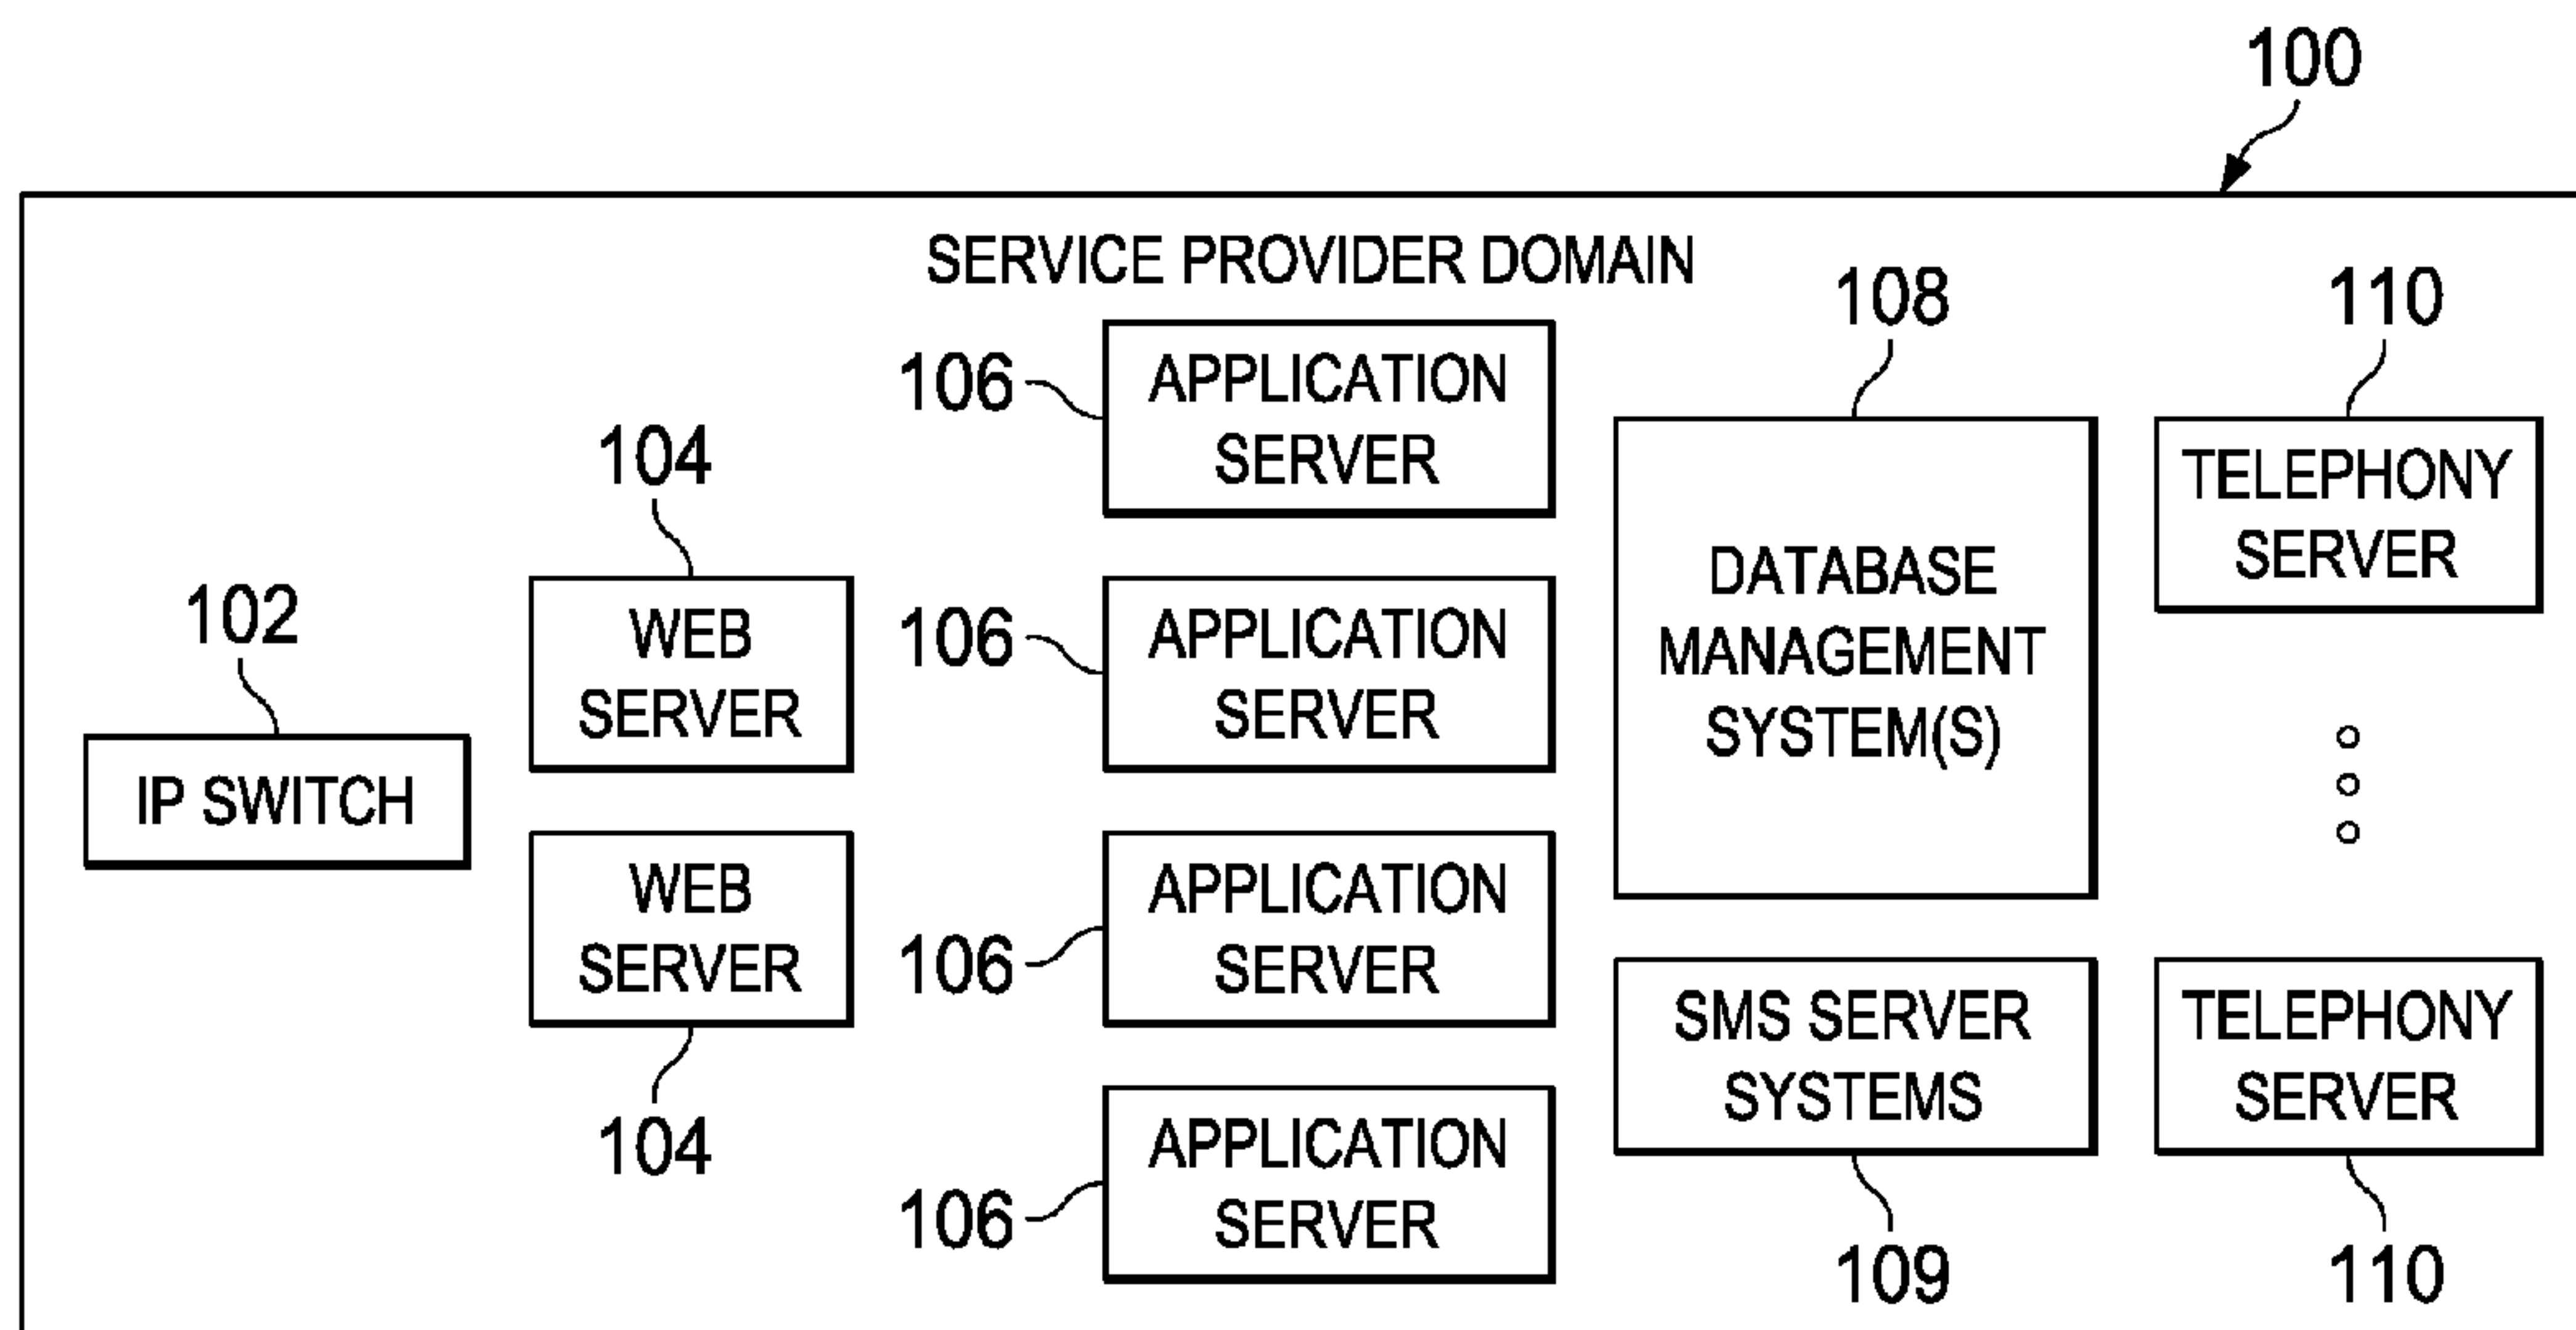 100
SERVICE PROVIDER DOMAIN
102
IP SWITCH
104
WEB
SERVER
WEB
SERVER
104
106
APPLICATION
SERVER
106
APPLICATION
SERVER
106
APPLICATION
SERVER
106
APPLICATION
SERVER
108
DATABASE
MANAGEMENT
SYSTEM(S)
SMS SERVER
SYSTEMS
109
110
TELEPHONY
SERVER
TELEPHONY
SERVER
110